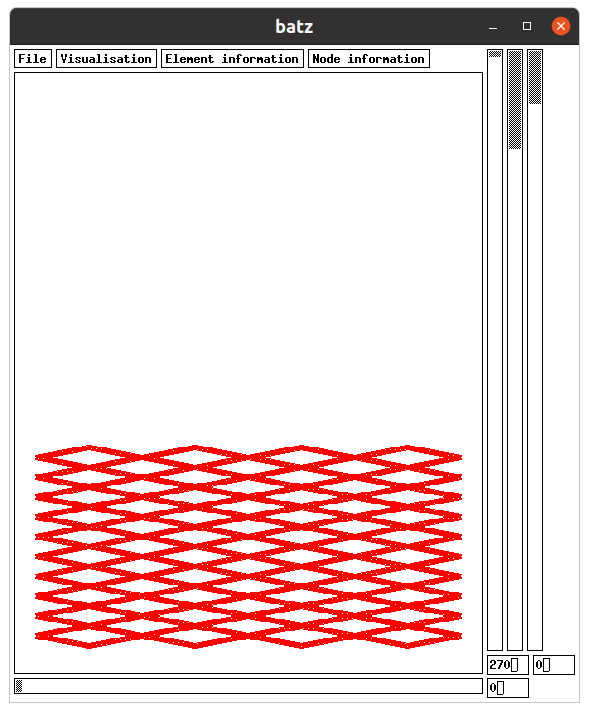 batz
File Visualisation Element information Node information
270 0
0